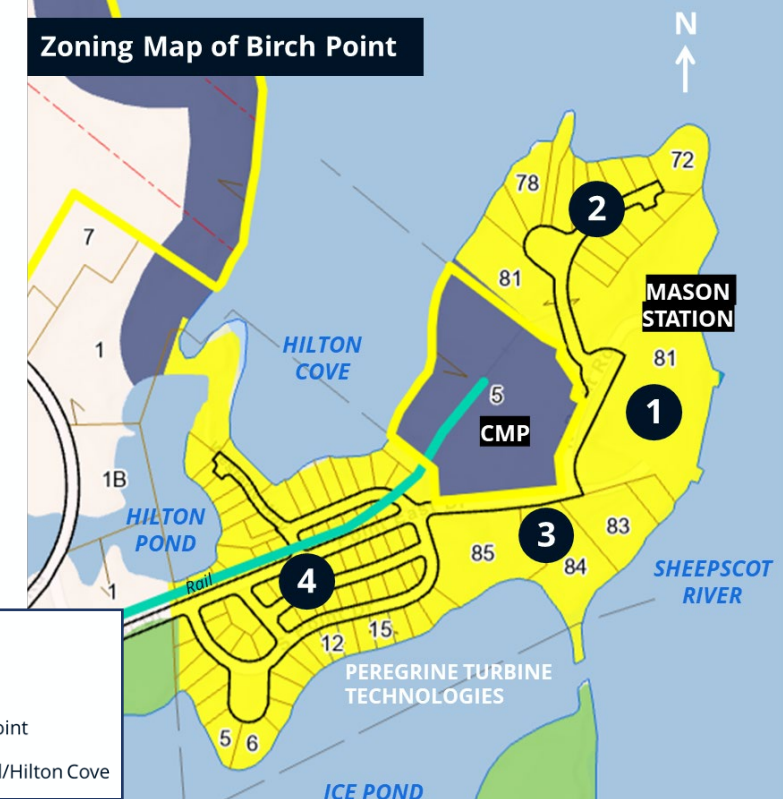 Zoning Map of Birch Point
N
72
78
2
7
81
MASON
STATION
HILTON
COVE
1
81
5
1
CMP
1B
HILTON
POND
3
83
85
84
SHEEPSCOT
RIVER
Rail
4
1
15
12
PEREGRINE TURBINE
TECHNOLOGIES
oint
5 6
l/Hilton Cove
ICE POND